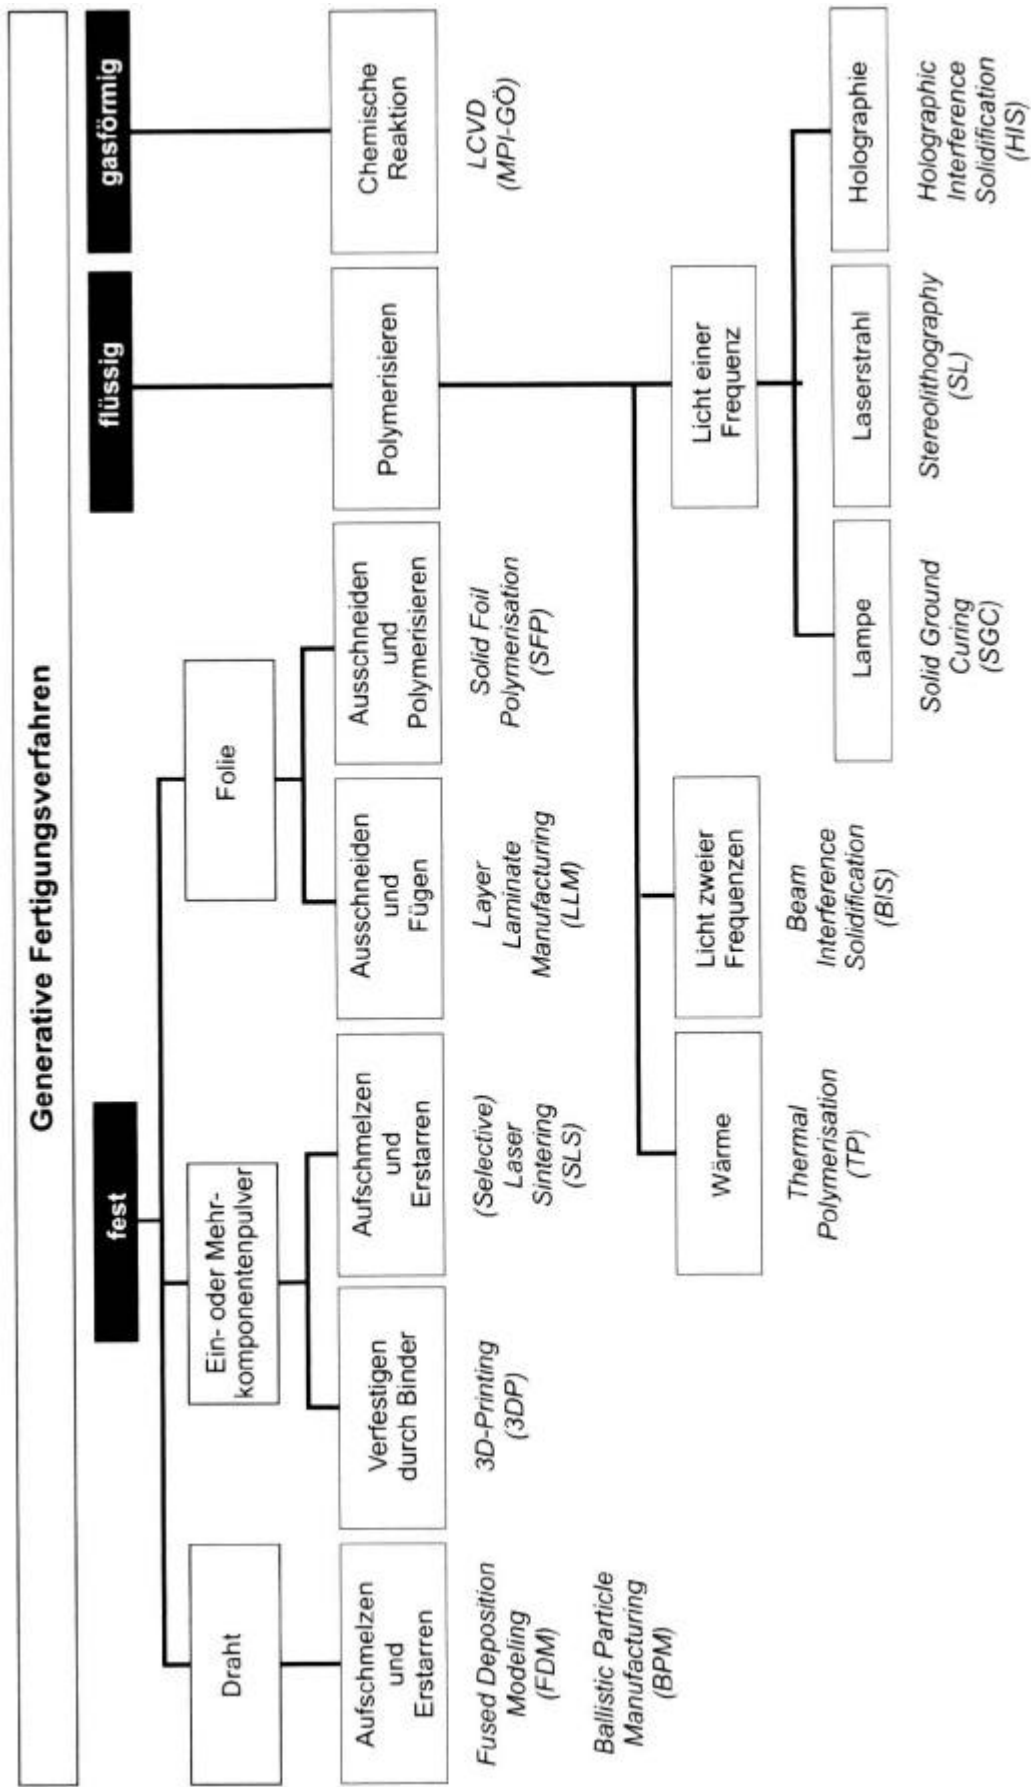 Generative Fertigungsverfahren
fest
flüssig
gasförmig
Draht
Ein- oder Mehr-
komponentenpulver
Folie
Aufschmelzen
und
Erstarren
Verfestigen
durch Binder
Aufschmelzen
und
Erstarren
Ausschneiden
und
Fügen
Ausschneiden
und
Polymerisieren
Polymerisieren
Chemische
Reaktion
Fused Deposition
Modeling
(FDM)
Ballistic Particle
Manufacturing
(BPM)
3D-Printing
(3DP)
(Selective)
Laser
Sintering
(SLS)
Layer
Laminate
Manufacturing
(LLM)
Solid Foil
Polymerisation
(SFP)
LCVD
(MPI-GÖ)
Wärme
Licht zweier
Frequenzen
Licht einer
Frequenz
Thermal
Polymerisation
(TP)
Beam
Interference
Solidification
(BIS)
Lampe
Laserstrahl
Holographie
Solid Ground
Curing
(SGC)
Stereolithography
(SL)
Holographic
Interference
Solidification
(HIS)